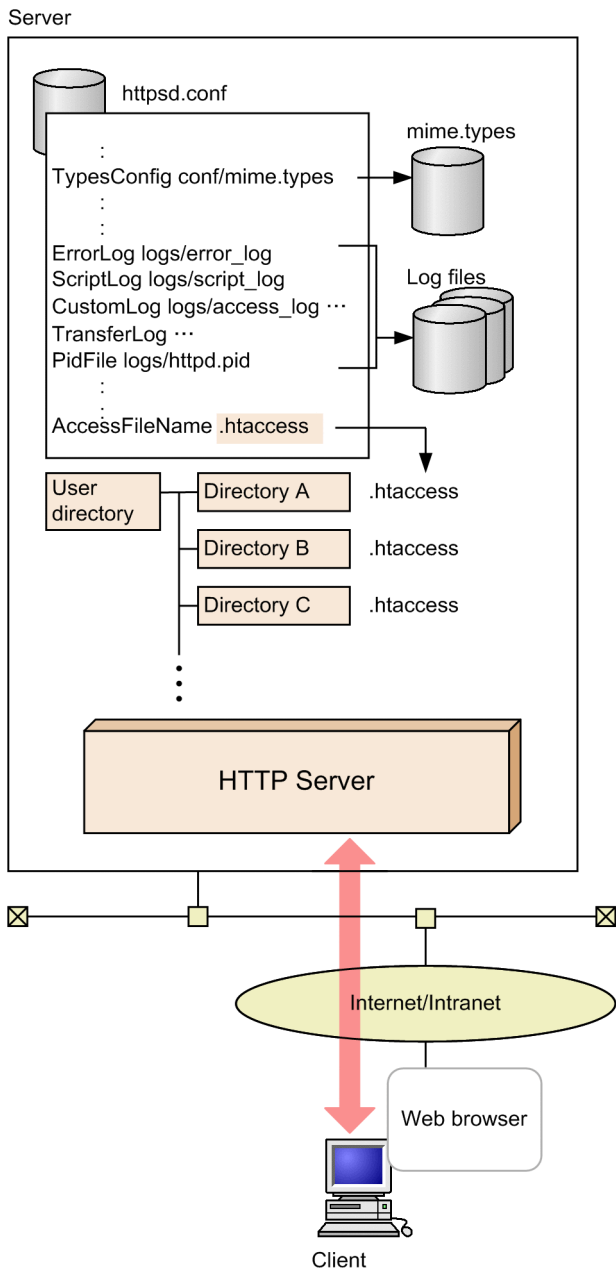 Server
httpsd.conf
mime.types
:
TypesConfig conf/mime.types
:
:
ErrorLog logs/error_log
ScriptLog logs/script_log
CustomLog logs/access_log ···
TransferLog ···
PidFile logs/httpd.pid
Log files
:
:
AccessFileName .htaccess
User
directory
Directory A
.htaccess
Directory B
.htaccess
Directory C
.htaccess
HTTP Server
Internet/Intranet
Web browser
Client